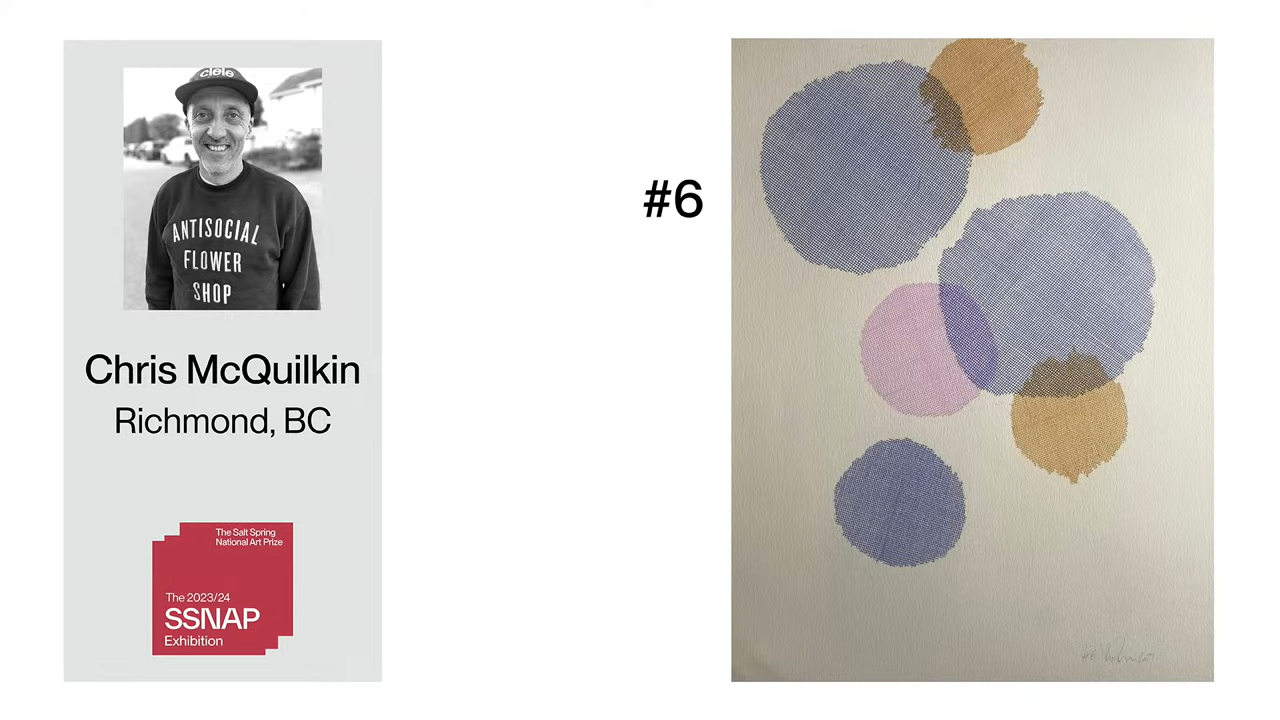 ciele
ANTISOCIAL
FLOWER
SHOP
Chris McQuilkin
Richmond, BC
The Salt Spring
National Art Prize
The 2023/24
SSNAP
Exhibition
#6